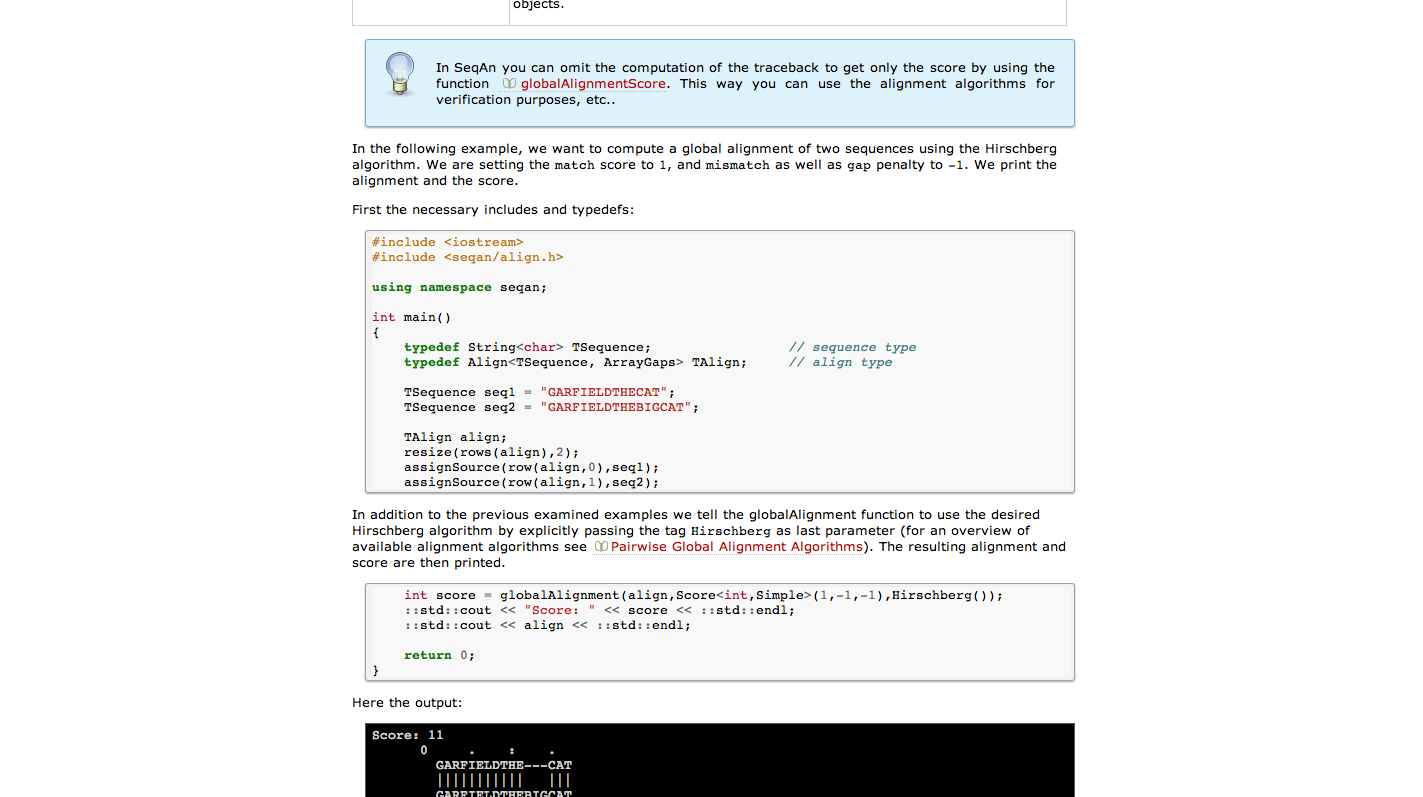 objects.
In SeqAn you can omit the computation of the traceback to get only the score by using the
function globalAlignmentScore. This way you can use the alignment algorithms for
verification purposes, etc..
In the following example, we want to compute a global alignment of two sequences using the Hirschberg
algorithm. We are setting the match score to 1, and mismatch as well as gap penalty to -1. We print the
alignment and the score.
First the necessary includes and typedefs:
#include <iostream>
#include <seqan/align.h>
using namespace seqan;
int main()
{
    typedef String<char> TSequence;                 // sequence type
    typedef Align<TSequence, ArrayGaps> TAlign;     // align type
    TSequence seq1 = "GARFIELDTHECAT";
    TSequence seq2 = "GARFIELDTHEBIGCAT";
    TAlign align;
    resize(rows(align),2);
    assignSource(row(align,0),seq1);
    assignSource(row(align,1),seq2);
In addition to the previous examined examples we tell the globalAlignment function to use the desired
Hirschberg algorithm by explicitly passing the tag Hirschberg as last parameter (for an overview of
available alignment algorithms see Pairwise Global Alignment Algorithms). The resulting alignment and
score are then printed.
    int score = globalAlignment(align,Score<int,Simple>(1,-1,-1),Hirschberg());
    ::std::cout << "Score: " << score << ::std::endl;
    ::std::cout << align << ::std::endl;
    return 0;
}
Here the output:
Score: 11
      0     .    :    .
        GARFIELDTHE---CAT
        |||||||||||   |||
        GARFIELDTHEBIGCAT